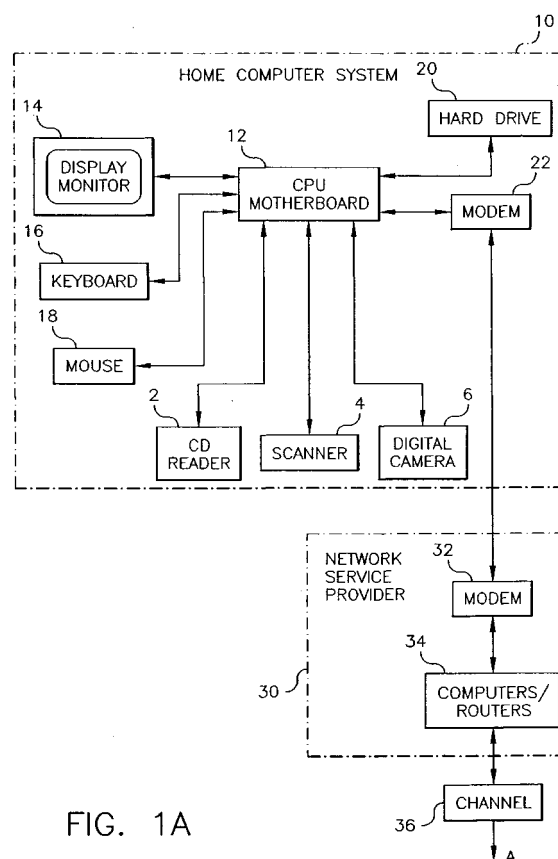 10
HOME COMPUTER SYSTEM
20
HARD DRIVE
14
DISPLAY
MONITOR
12
CPU
MOTHERBOARD
22
MODEM
16
KEYBOARD
18
MOUSE
2
CD
READER
4
SCANNER
6
DIGITAL
CAMERA
NETWORK
SERVICE
PROVIDER
32
MODEM
34
COMPUTERS/
ROUTERS
30
CHANNEL
36
FIG. 1A
A